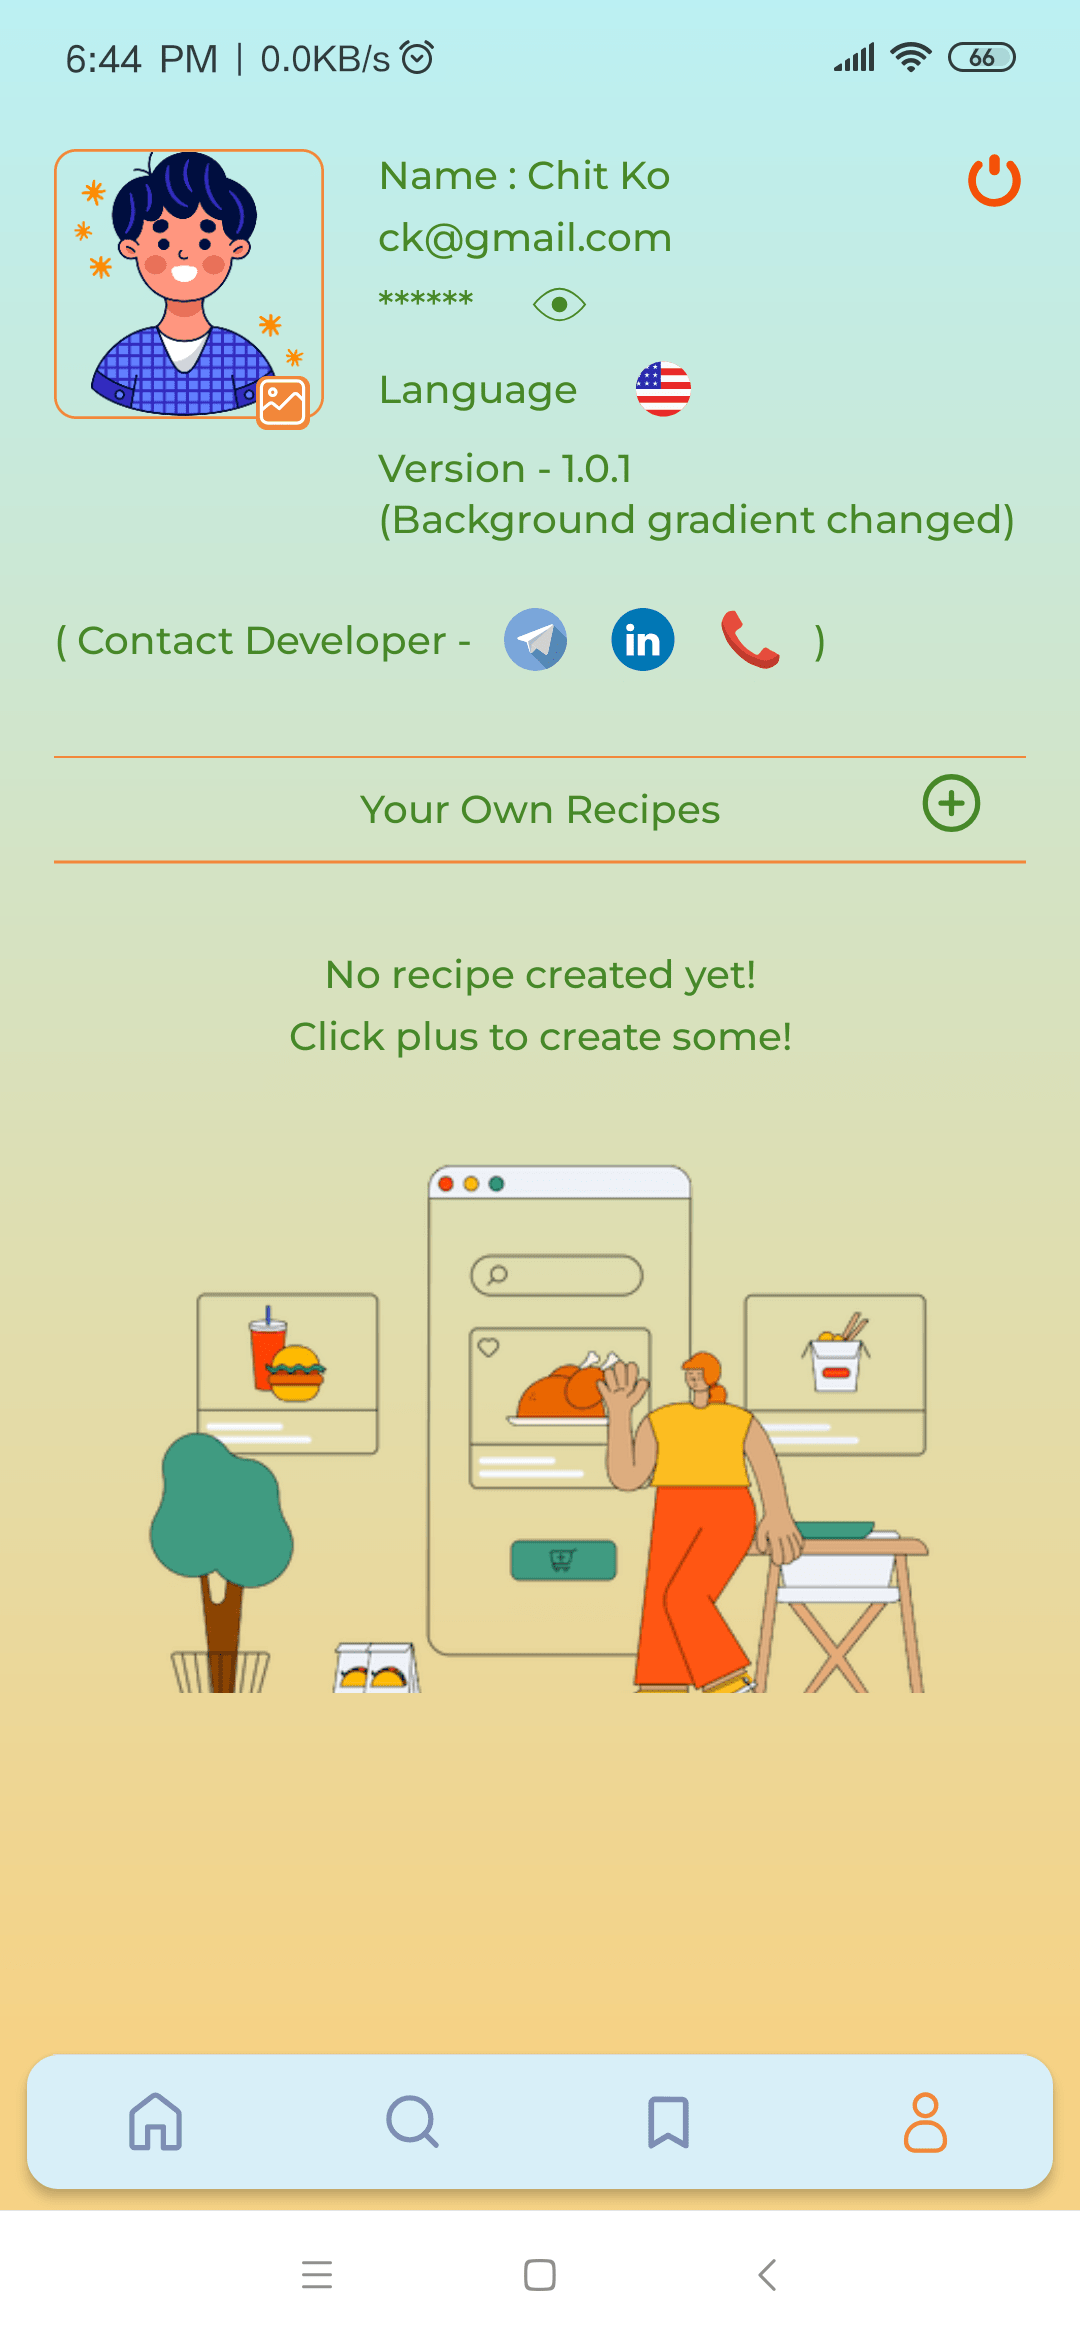 6:44 PM | 0.0KB/s
66
Name : Chit Ko
ck@gmail.com
******
Language
Version - 1.0.1
(Background gradient changed)
( Contact Developer - in )
Your Own Recipes
No recipe created yet!
Click plus to create some!